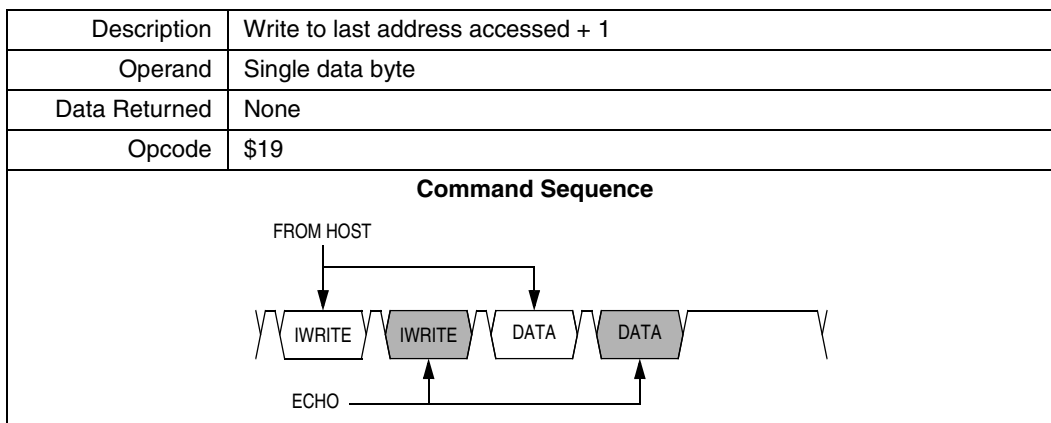 Description Write to last address accessed + 1
Operand Single data byte
Data Returned None
Opcode $19
Command Sequence
FROM HOST
IWRITE IWRITE DATA DATA
ECHO